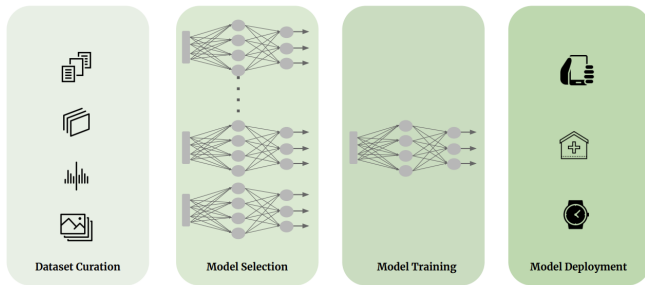 Dataset Curation
Model Selection
Model Training
Model Deployment